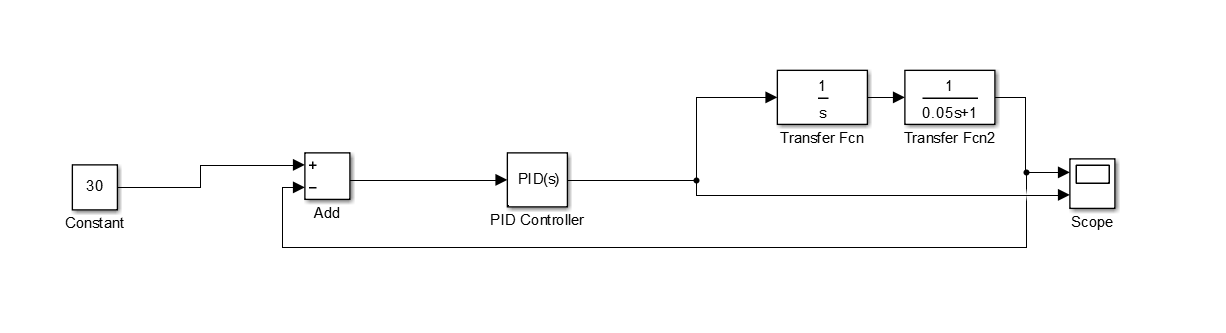 1
s
Transfer Fcn
1
0.05s+1
Transfer Fcn2
30
Constant
+
−
Add
PID(s)
PID Controller
Scope